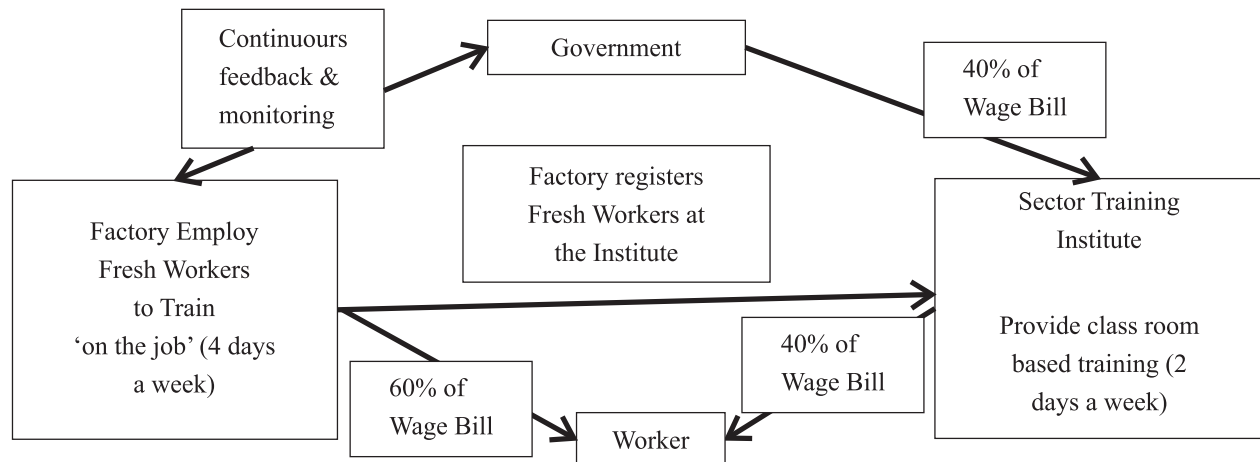 Continuours
feedback &
monitoring
Government
40% of
Wage Bill
Factory registers
Fresh Workers at
the Institute
Factory Employ
Fresh Workers
to Train
‘on the job’ (4 days
a week)
Sector Training
Institute
Provide class room
based training (2
days a week)
60% of
Wage Bill
40% of
Wage Bill
Worker